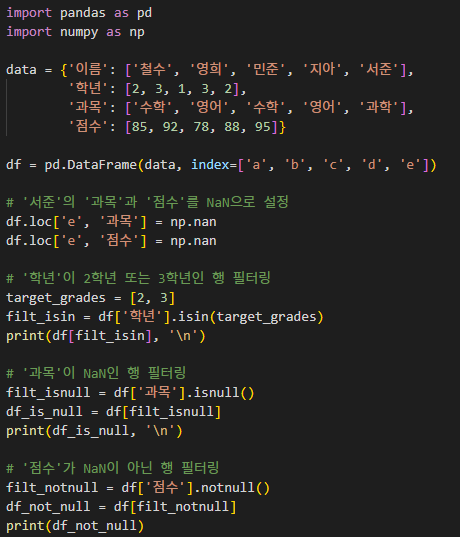 import pandas as pd
import numpy as np
data = {'이름': ['철수', '영희', '민준', '지아', '서준'],
'학년': [2, 3, 1, 3, 2],
'과목': ['수학', '영어', '수학', '영어', '과학'],
'점수': [85, 92, 78, 88, 95]}
df = pd.DataFrame(data, index=['a', 'b', 'c', 'd', 'e'])
# '서준'의 '과목'과 '점수'를 NaN으로 설정
df.loc['e', '과목'] = np.nan
df.loc['e', '점수'] = np.nan
# '학년'이 2학년 또는 3학년인 행 필터링
target_grades = [2, 3]
filt_isin = df['학년'].isin(target_grades)
print(df[filt_isin], '\n')
# '과목'이 NaN인 행 필터링
filt_isnull = df['과목'].isnull()
df_is_null = df[filt_isnull]
print(df_is_null, '\n')
# '점수'가 NaN이 아닌 행 필터링
filt_notnull = df['점수'].notnull()
df_not_null = df[filt_notnull]
print(df_not_null)